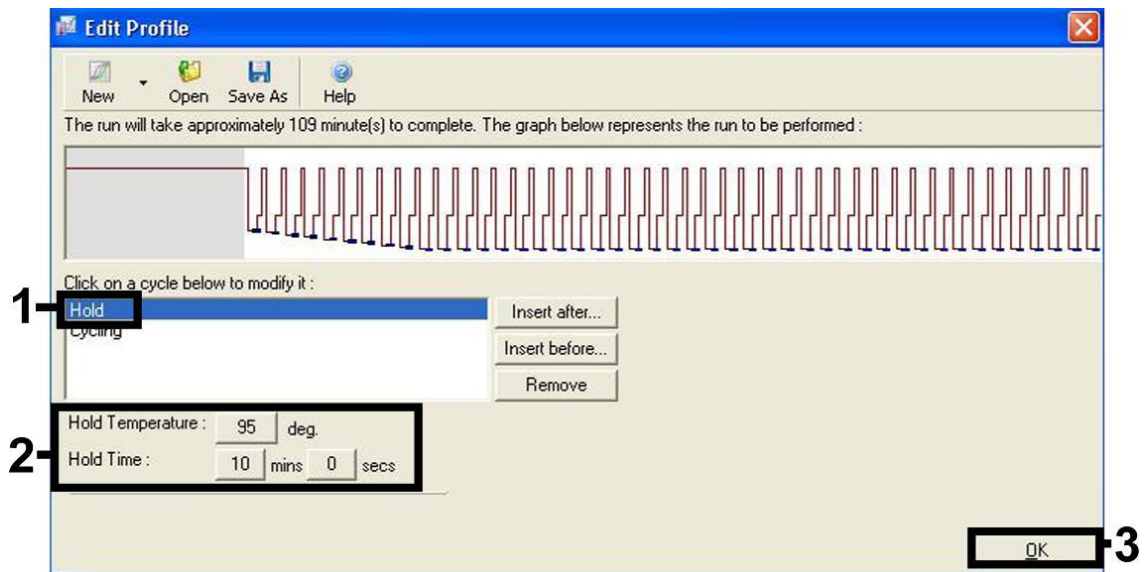 Edit Profile
New Open Save As Help
The run will take approximately 109 minute(s) to complete. The graph below represents the run to be performed :
Click on a cycle below to modify it :
1
Hold
Insert after...
Cycling
Insert before...
Remove
2
Hold Temperature : 95 deg.
Hold Time : 10 mins 0 secs
OK
3